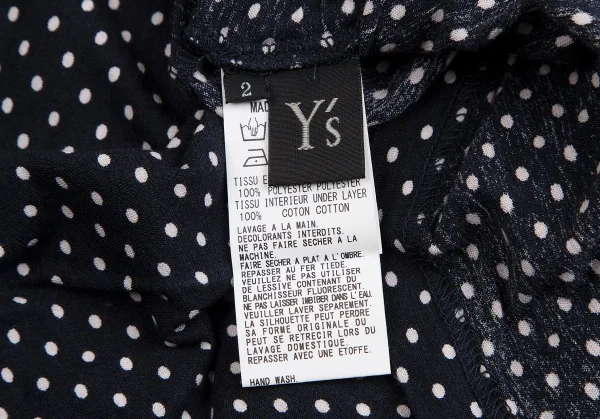 2
Y's
MAD
TISSU E
100% POLYESTER POLYESTER
TISSU INTERIEUR UNDER LAYER
100% COTON COTTON
LAVAGE A LA MAIN.
DECOLORANTS INTERDITS.
NE PAS FAIRE SECHER A LA
MACHINE.
FAIRE SECHER A PLAT A L'OMBRE.
REPASSER AU FER TIEDE.
VEUILLEZ NE PAS UTILISER
DE LESSIVE CONTENANT DU
BLANCHISSEUR FLUORESCENT.
NE PAS LAISSER IMBIBER DANS L'EAU.
VEUILLER LAVER SEPAREMENT.
LA SILHOUETTE PEUT PERDRE
SA FORME ORIGINALE OU
PEUT SE RETRECIR LORS DU
LAVAGE DOMESTIQUE.
REPASSER AVEC UNE ETOFFE.
HAND WASH.